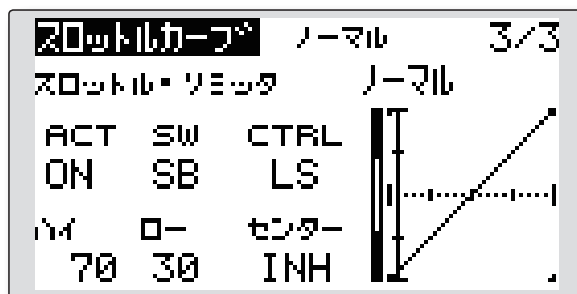 スロットルカーブ ノーマル 3/3
スロットル・リミッタ ノーマル
ACT SW CTRL
ON SB LS
ハイ ロー センター
70 30 INH